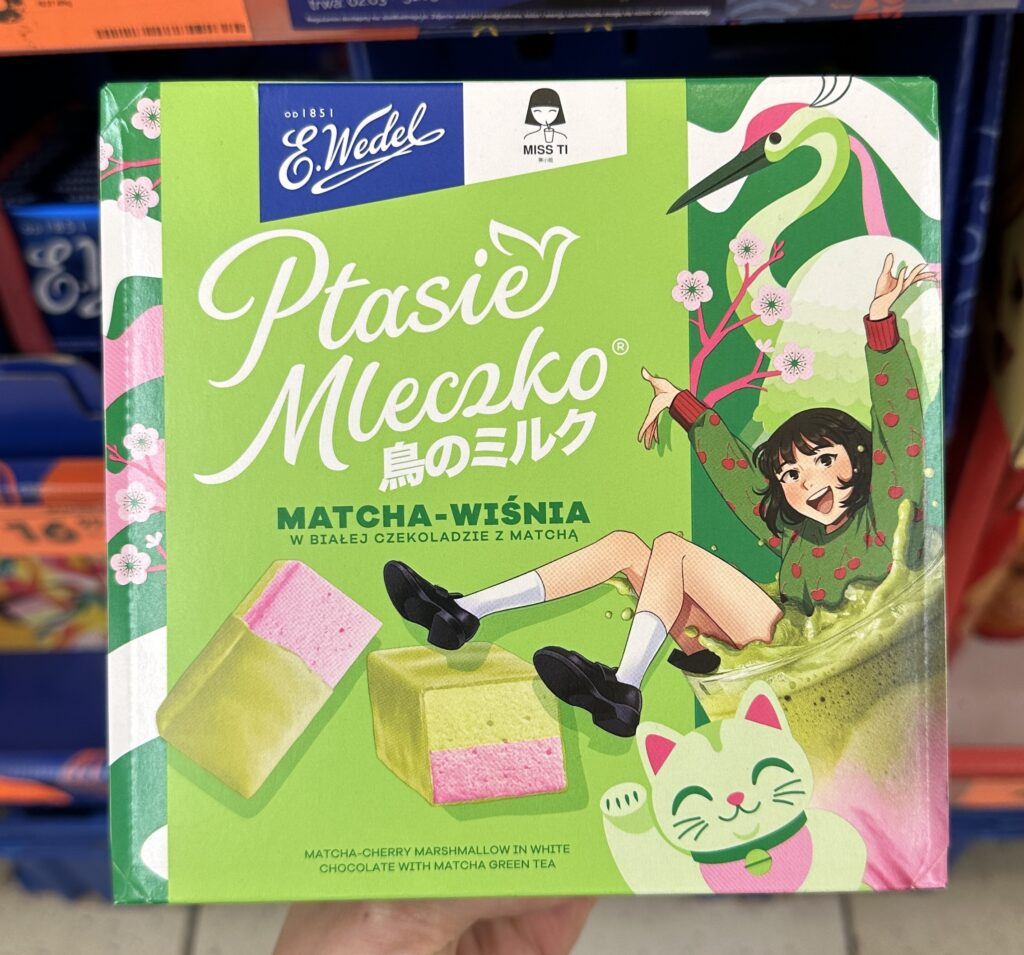 OD 1851
E.Wedel
MISS TI
Ptasie
Mleczko®
鳥のミルク
MATCHA-WIŚNIA
W BIAŁEJ CZEKOLADZIE Z MATCHĄ
MATCHA-CHERRY MARSHMALLOW IN WHITE
CHOCOLATE WITH MATCHA GREEN TEA